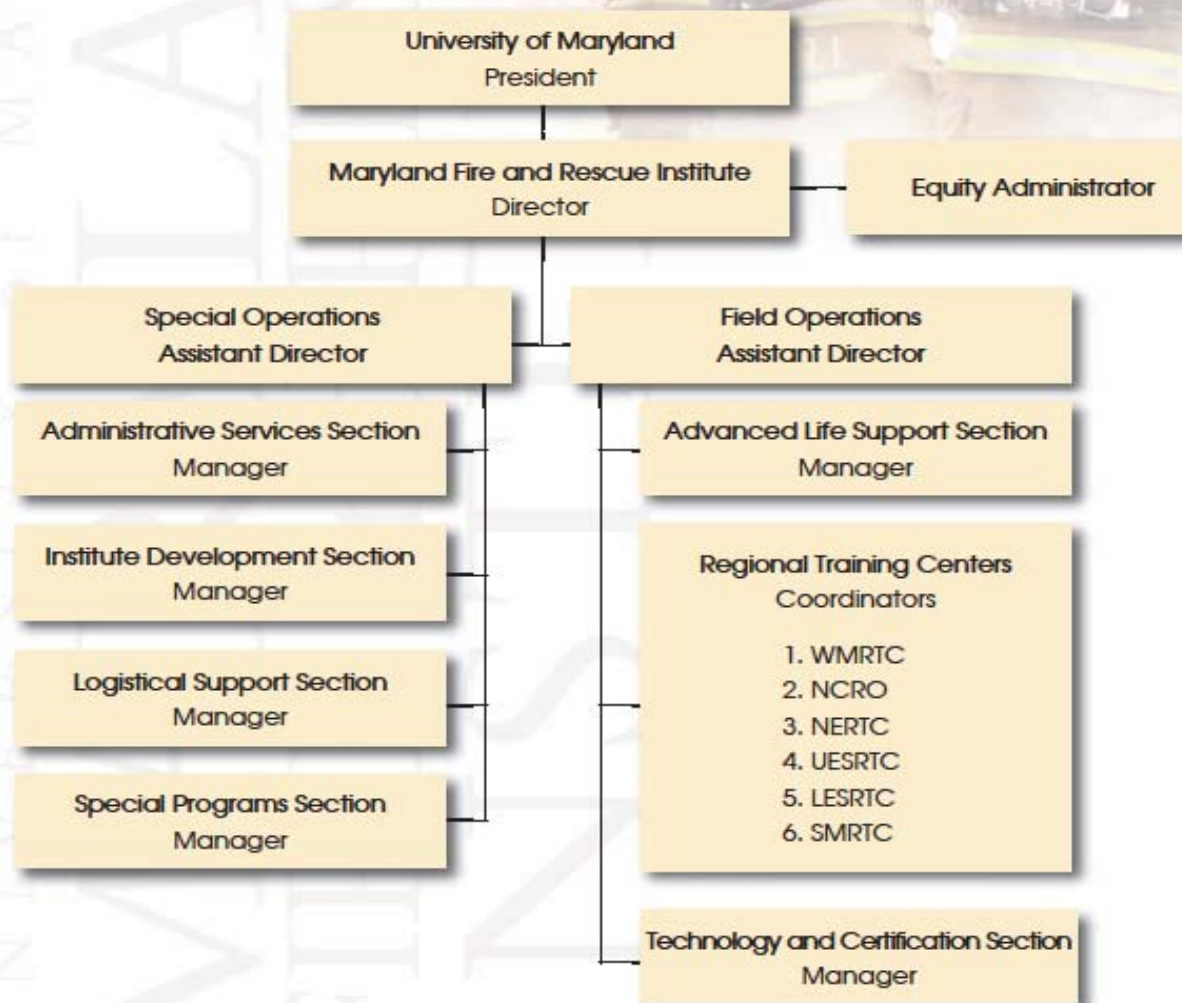 University of Maryland
President
Maryland Fire and Rescue Institute
Director
Equity Administrator
Special Operations
Assistant Director
Field Operations
Assistant Director
Administrative Services Section
Manager
Institute Development Section
Manager
Logistical Support Section
Manager
Special Programs Section
Manager
Advanced Life Support Section
Manager
Regional Training Centers
Coordinators
1. WMRTC
2. NCRO
3. NERTC
4. UESRTC
5. LESRTC
6. SMRTC
Technology and Certification Section
Manager